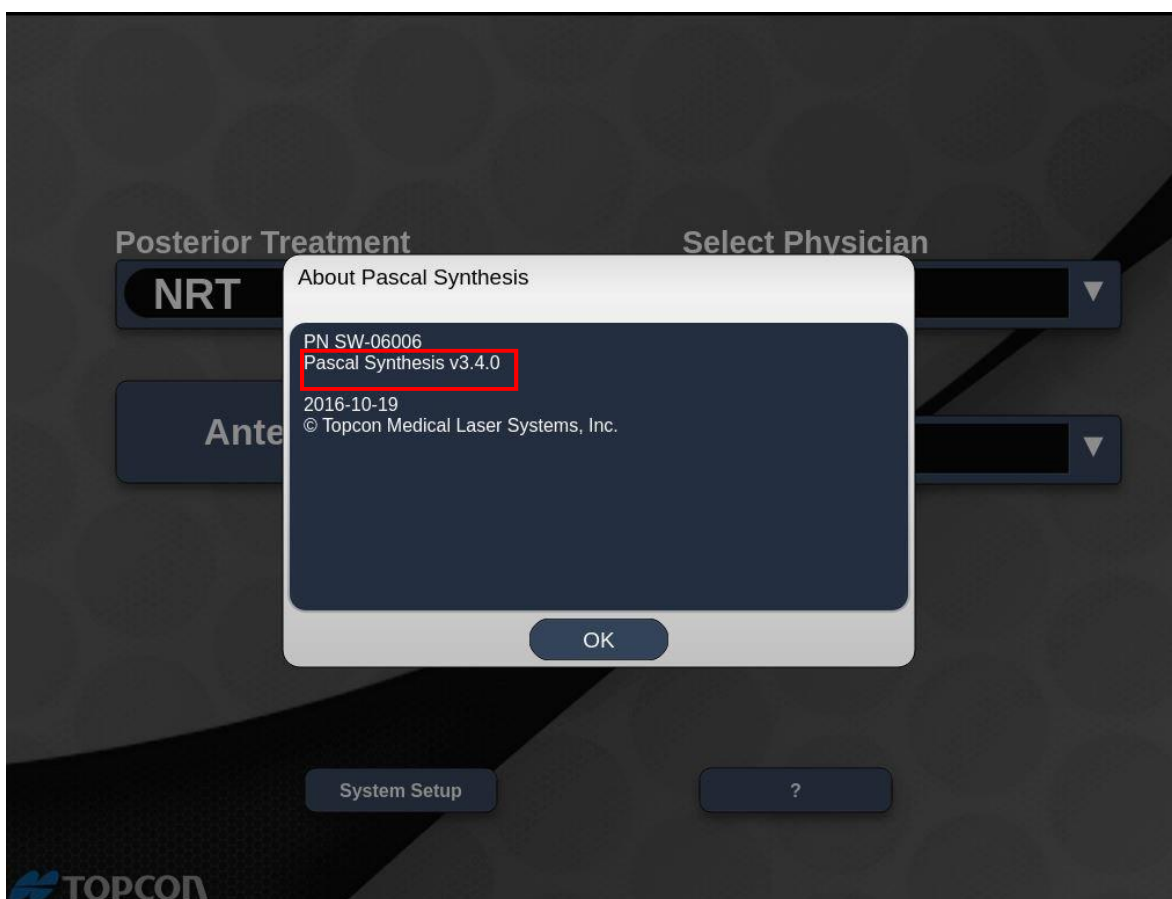 Posterior Treatment
Select Physician
NRT
▼
About Pascal Synthesis
PN SW-06006
Pascal Synthesis v3.4.0
2016-10-19
© Topcon Medical Laser Systems, Inc.
Ante
▼
OK
System Setup
?
TOPCON